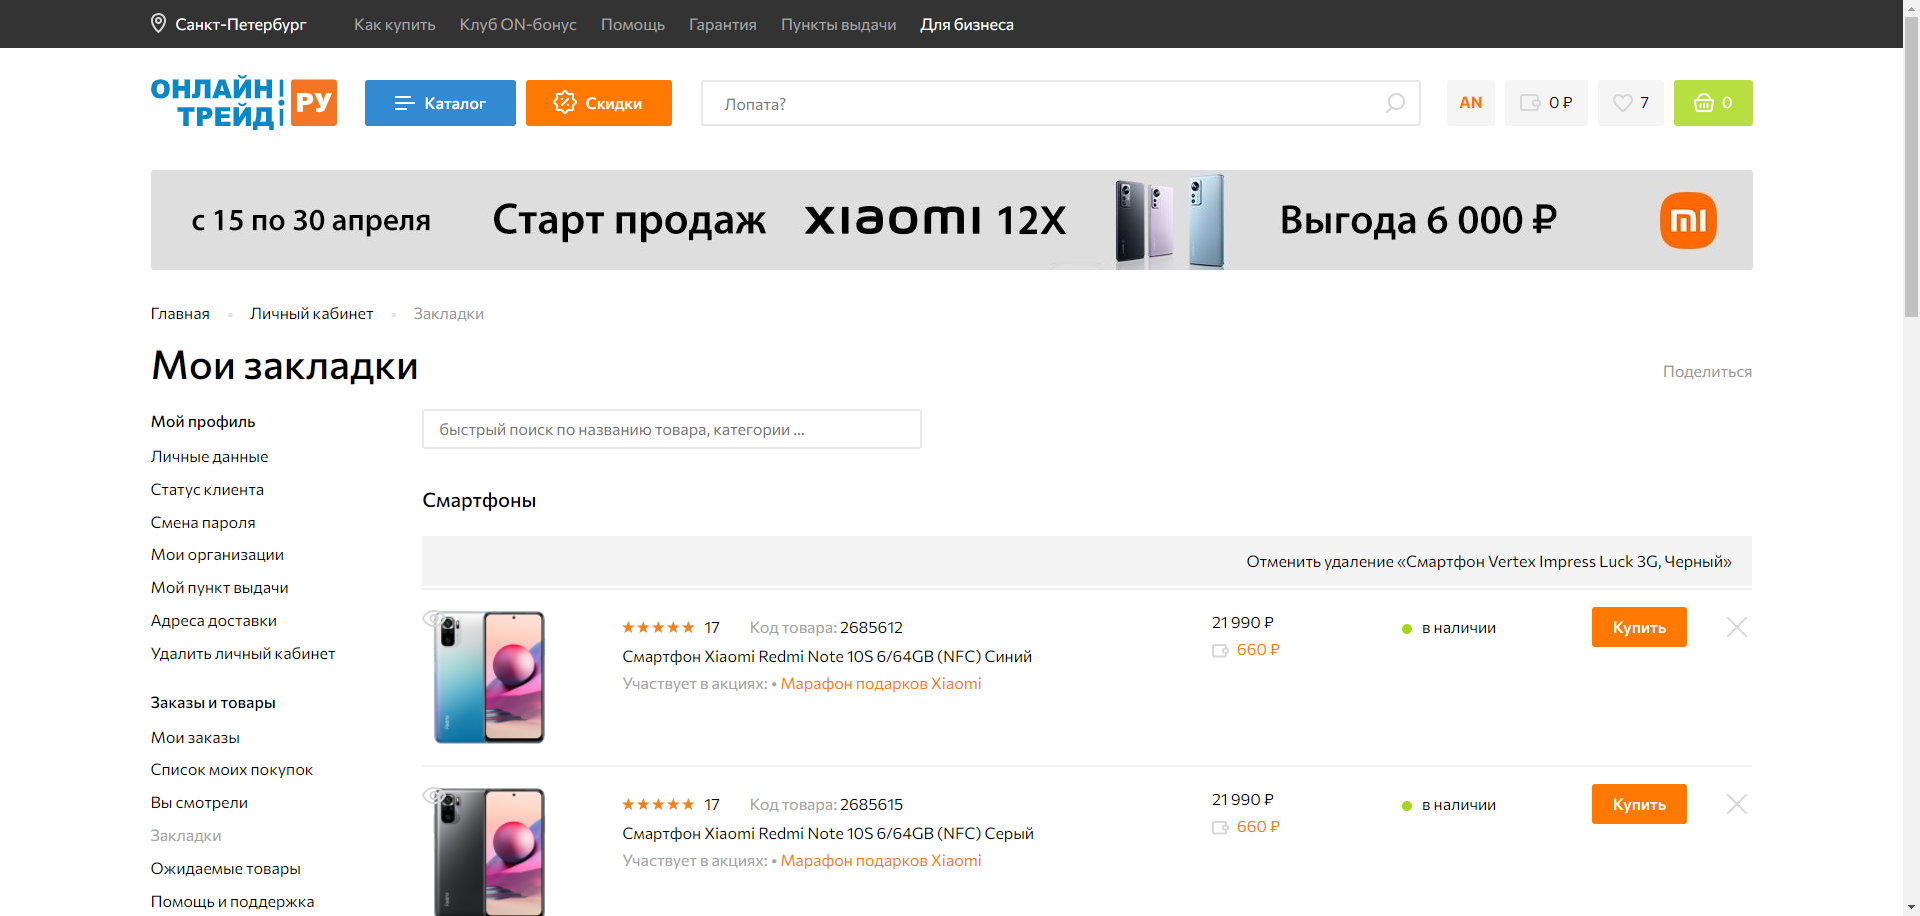 Санкт-Петербург Как купить Клуб ON-бонус Помощь Гарантия Пункты выдачи Для бизнеса
ОНЛАЙН ТРЕЙД РУ
Каталог Скидки Лопата? AN 0 ₽ 7 0
с 15 по 30 апреля Старт продаж xiaomi 12X Выгода 6 000 ₽ mi
Главная • Личный кабинет • Закладки
Мои закладки
Поделиться
Мой профиль
Личные данные
Статус клиента
Смена пароля
Мои организации
Мой пункт выдачи
Адреса доставки
Удалить личный кабинет
Заказы и товары
Мои заказы
Список моих покупок
Вы смотрели
Закладки
Ожидаемые товары
Помощь и поддержка
быстрый поиск по названию товара, категории ...
Смартфоны
Отменить удаление «Смартфон Vertex Impress Luck 3G, Черный»
17 Код товара: 2685612
Смартфон Xiaomi Redmi Note 10S 6/64GB (NFC) Синий
Участвует в акциях: • Марафон подарков Xiaomi
21 990 ₽
660 ₽
в наличии
Купить
17 Код товара: 2685615
Смартфон Xiaomi Redmi Note 10S 6/64GB (NFC) Серый
Участвует в акциях: • Марафон подарков Xiaomi
21 990 ₽
660 ₽
в наличии
Купить